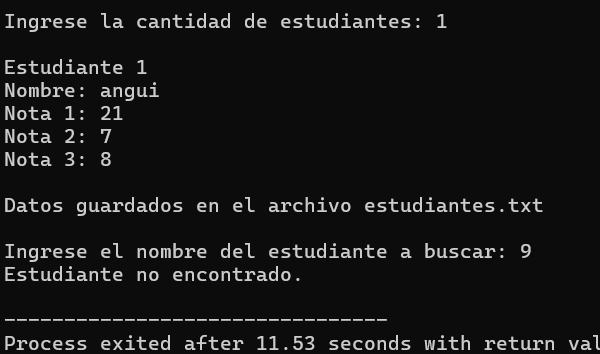 Ingrese la cantidad de estudiantes: 1
Estudiante 1
Nombre: angui
Nota 1: 21
Nota 2: 7
Nota 3: 8
Datos guardados en el archivo estudiantes.txt
Ingrese el nombre del estudiante a buscar: 9
Estudiante no encontrado.
--------------------------------
Process exited after 11.53 seconds with return val